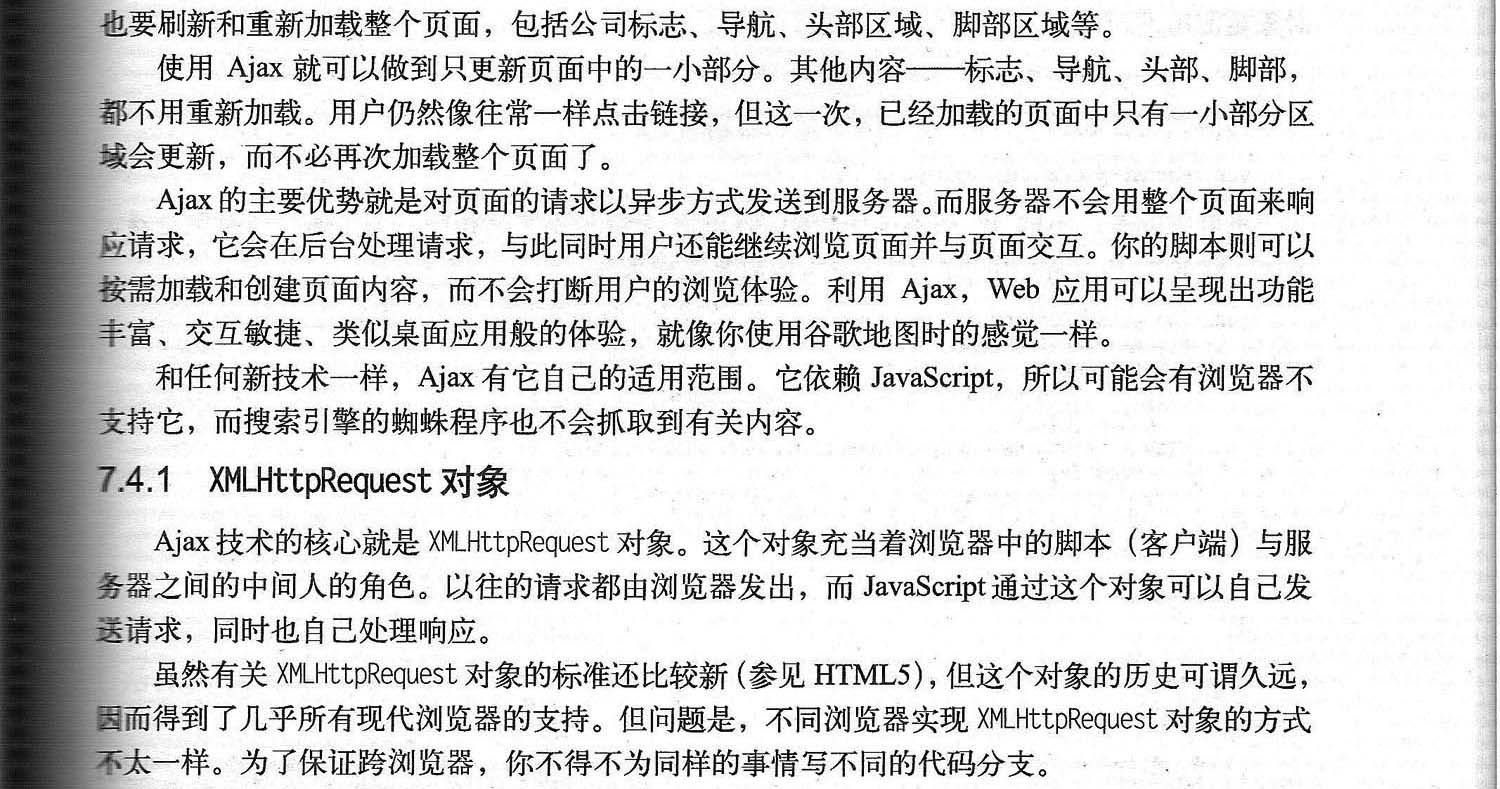 也要刷新和重新加载整个页面，包括公司标志、导航、头部区域、脚部区域等。
使用 Ajax 就可以做到只更新页面中的一小部分。其他内容——标志、导航、头部、脚部，
都不用重新加载。用户仍然像往常一样点击链接，但这一次，已经加载的页面中只有一小部分区
域会更新，而不必再次加载整个页面了。
Ajax 的主要优势就是对页面的请求以异步方式发送到服务器。而服务器不会用整个页面来响
应请求，它会在后台处理请求，与此同时用户还能继续浏览页面并与页面交互。你的脚本则可以
按需加载和创建页面内容，而不会打断用户的浏览体验。利用 Ajax，Web 应用可以呈现出功能
丰富、交互敏捷、类似桌面应用般的体验，就像你使用谷歌地图时的感觉一样。
和任何新技术一样，Ajax 有它自己的适用范围。它依赖 JavaScript，所以可能会有浏览器不
支持它，而搜索引擎的蜘蛛程序也不会抓取到有关内容。
7.4.1 XMLHttpRequest 对象
Ajax 技术的核心就是 XMLHttpRequest 对象。这个对象充当着浏览器中的脚本（客户端）与服
务器之间的中间人的角色。以往的请求都由浏览器发出，而 JavaScript 通过这个对象可以自己发
送请求，同时也自己处理响应。
虽然有关 XMLHttpRequest 对象的标准还比较新（参见 HTML5），但这个对象的历史可谓久远，
因而得到了几乎所有现代浏览器的支持。但问题是，不同浏览器实现 XMLHttpRequest 对象的方式
不太一样。为了保证跨浏览器，你不得不为同样的事情写不同的代码分支。